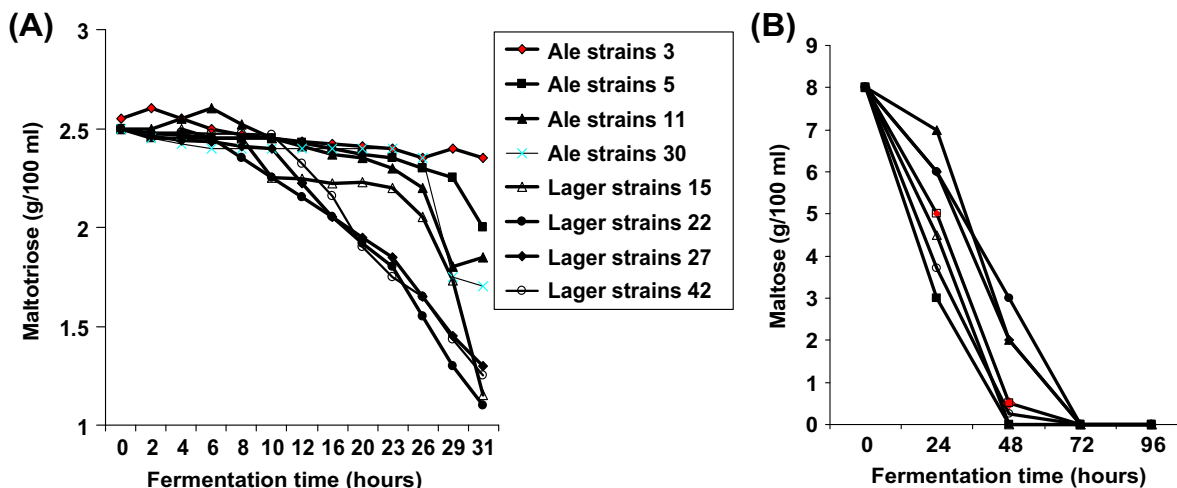 (A)
Maltotriose (g/100 ml)
3
2.5
2
1.5
1
0 2 4 6 8 10 12 16 20 23 26 29 31
Fermentation time (hours)
Ale strains 3
Ale strains 5
Ale strains 11
Ale strains 30
Lager strains 15
Lager strains 22
Lager strains 27
Lager strains 42
(B)
Maltose (g/100 ml)
9
8
7
6
5
4
3
2
1
0
0 24 48 72 96
Fermentation time (hours)